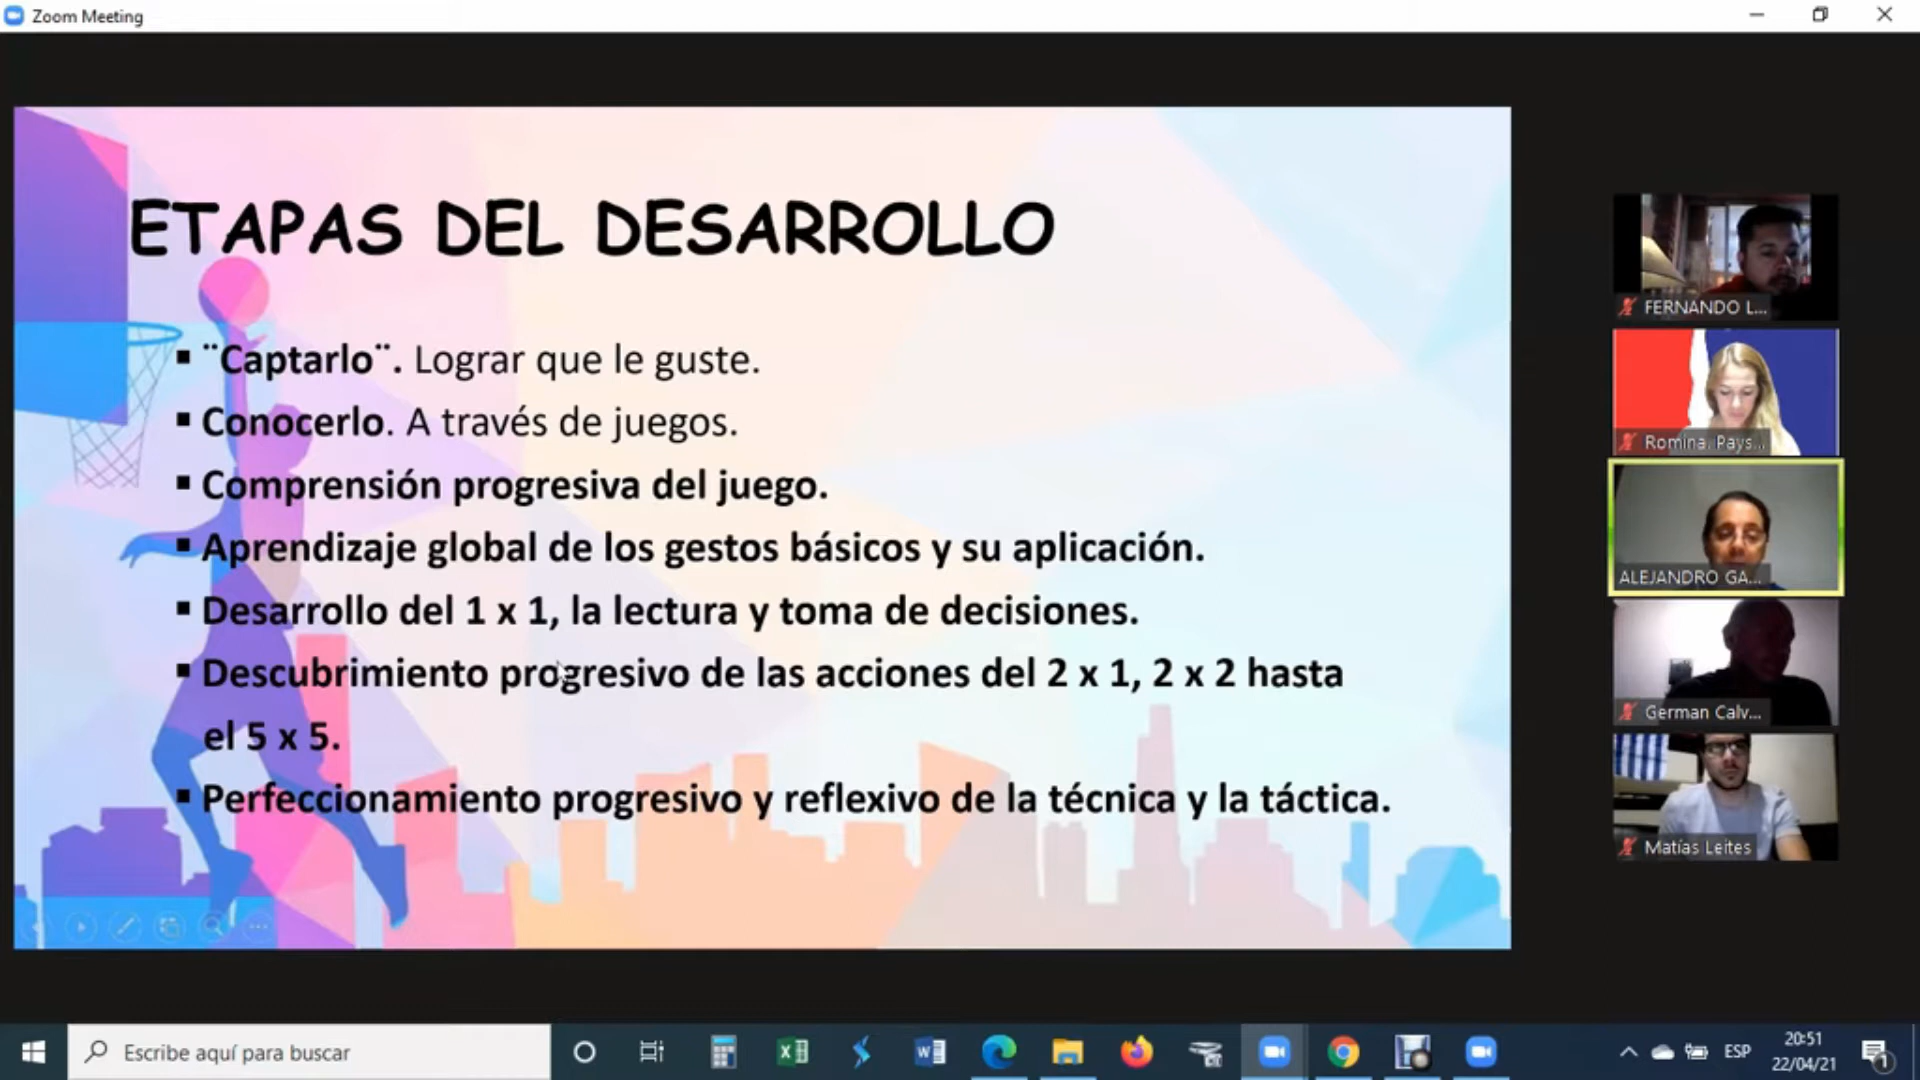 Zoom Meeting
ETAPAS DEL DESARROLLO
▪ ¨Captarlo¨. Lograr que le guste.
▪ Conocerlo. A través de juegos.
▪ Comprensión progresiva del juego.
▪ Aprendizaje global de los gestos básicos y su aplicación.
▪ Desarrollo del 1 x 1, la lectura y toma de decisiones.
▪ Descubrimiento progresivo de las acciones del 2 x 1, 2 x 2 hasta
el 5 x 5.
▪ Perfeccionamiento progresivo y reflexivo de la técnica y la táctica.
FERNANDO L...
Romina. Pays...
ALEJANDRO GA...
German Calv...
Matías Leites
Escribe aquí para buscar
ESP
20:51
22/04/21
1